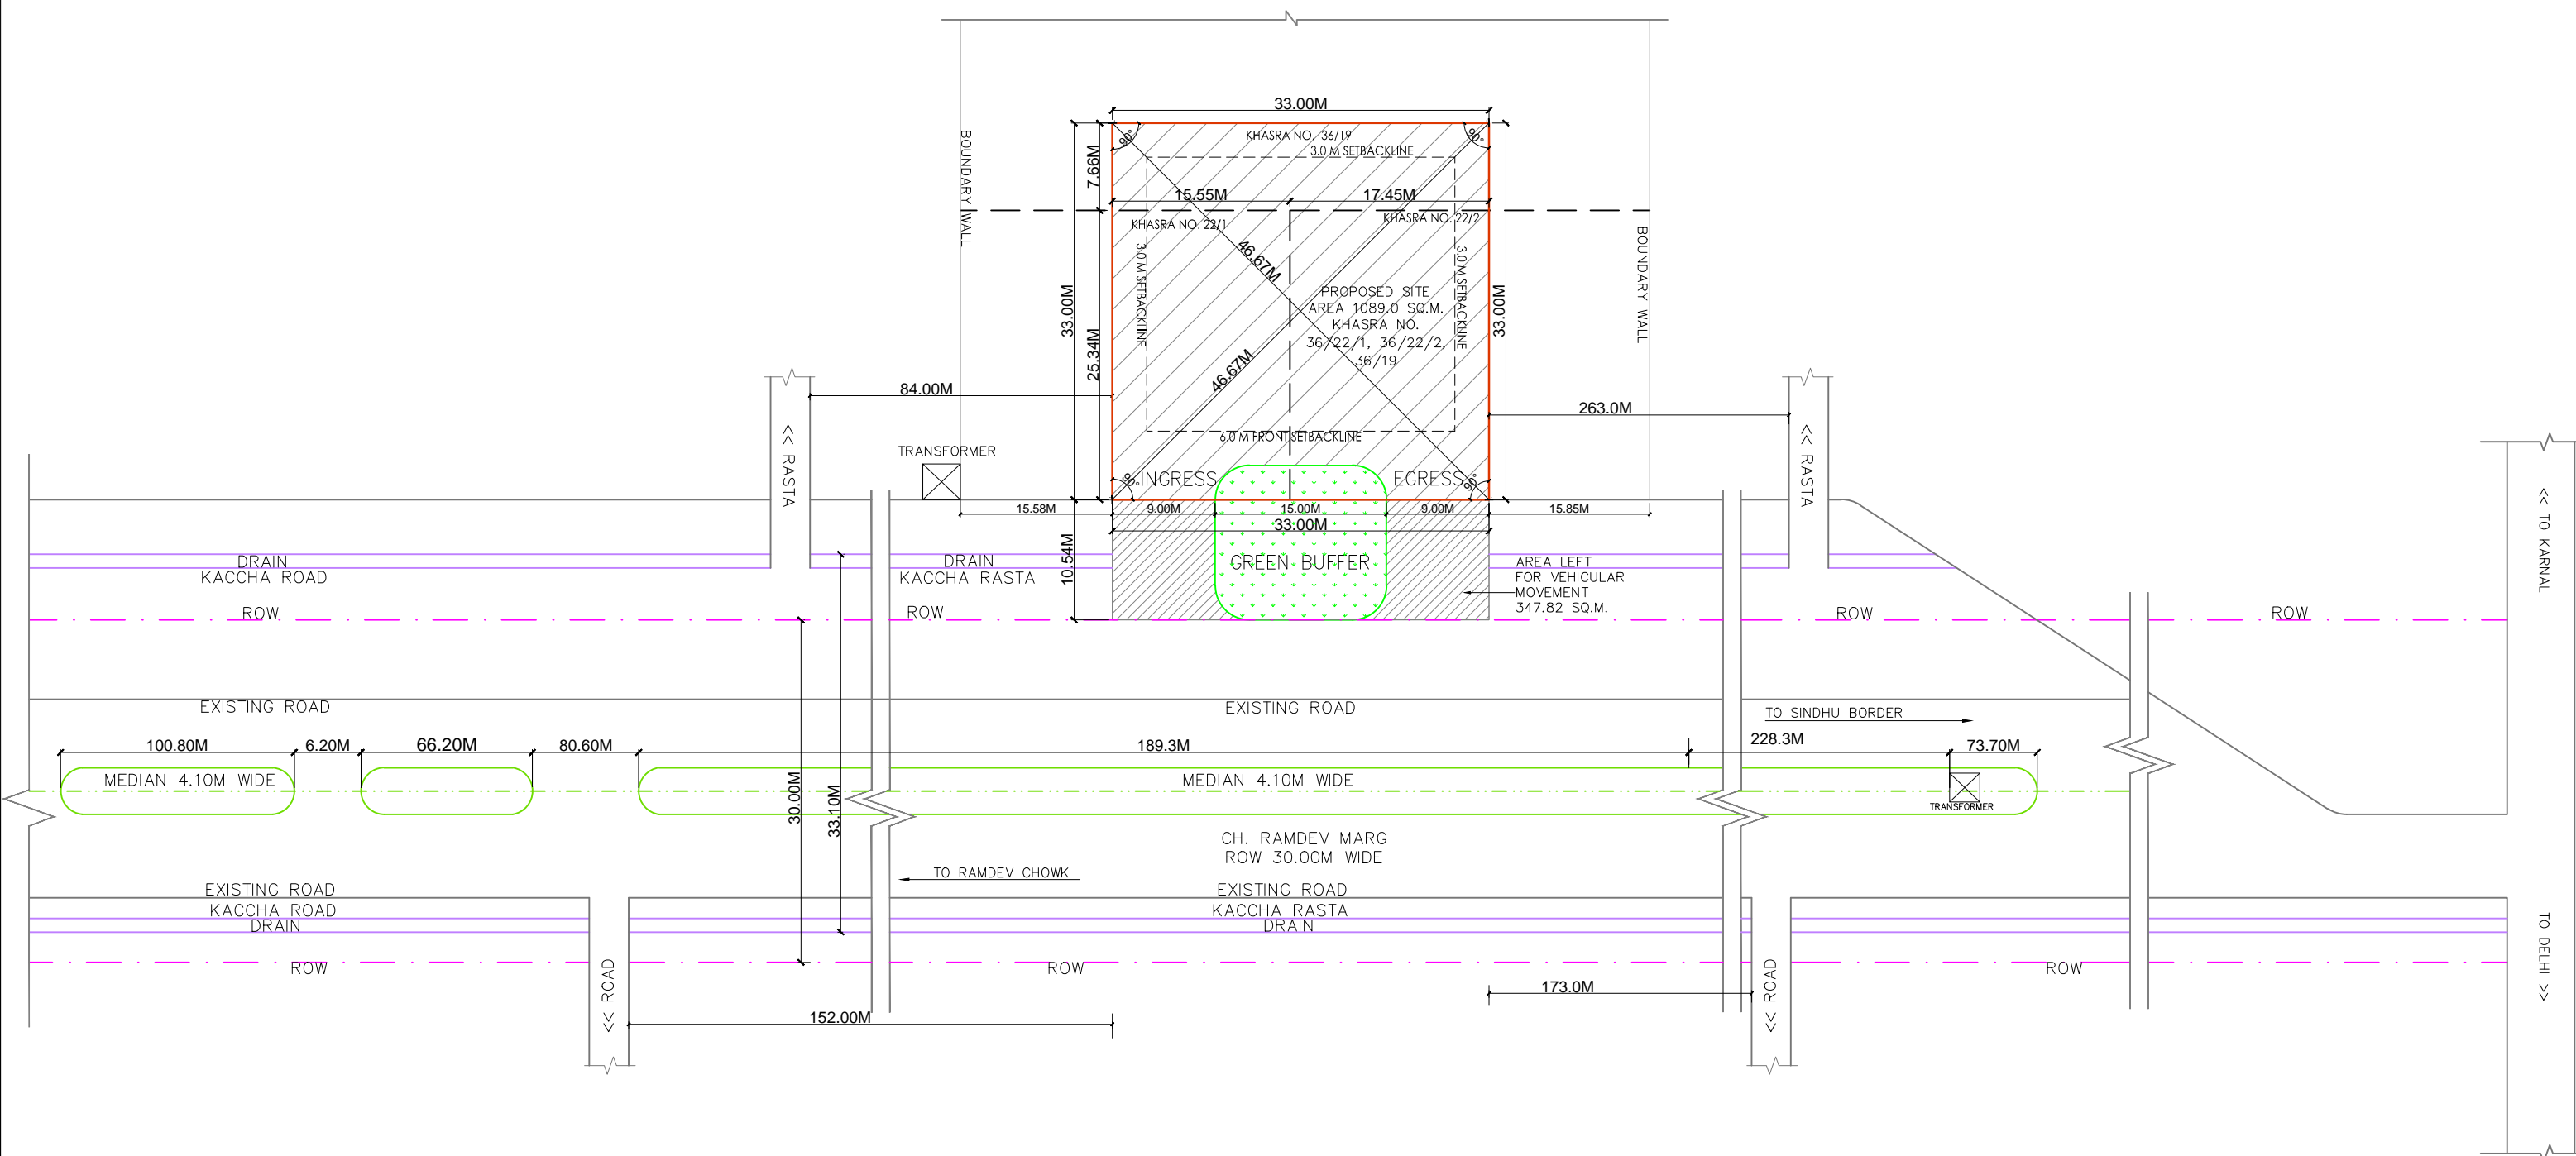 33.00M
KHASRA NO. 36/19
3.0 M SETBACKLINE
90°
90°
7.66M
15.55M
17.45M
KHASRA NO. 22/1
KHASRA NO. 22/2
BOUNDARY WALL
BOUNDARY WALL
3.0 M SETBACKLINE
3.0 M SETBACKLINE
46.67M
46.67M
PROPOSED SITE
AREA 1089.0 SQ.M.
KHASRA NO.
36/22/1, 36/22/2,
36/19
33.00M
33.00M
25.34M
84.00M
263.0M
6.0 M FRONT SETBACKLINE
TRANSFORMER
<< RASTA
<< RASTA
90°
INGRESS
EGRESS
90°
15.58M
9.00M
15.00M
9.00M
15.85M
33.00M
10.54M
GREEN BUFFER
AREA LEFT
FOR VEHICULAR
MOVEMENT
347.82 SQ.M.
DRAIN
KACCHA ROAD
DRAIN
KACCHA RASTA
ROW
ROW
ROW
ROW
<< TO KARNAL
EXISTING ROAD
EXISTING ROAD
TO SINDHU BORDER
100.80M
6.20M
66.20M
80.60M
189.3M
228.3M
73.70M
MEDIAN 4.10M WIDE
MEDIAN 4.10M WIDE
TRANSFORMER
30.00M
33.10M
CH. RAMDEV MARG
ROW 30.00M WIDE
TO RAMDEV CHOWK
EXISTING ROAD
KACCHA ROAD
DRAIN
EXISTING ROAD
KACCHA RASTA
DRAIN
ROW
ROW
ROW
<< ROAD
<< ROAD
TO DELHI >>
173.0M
152.00M